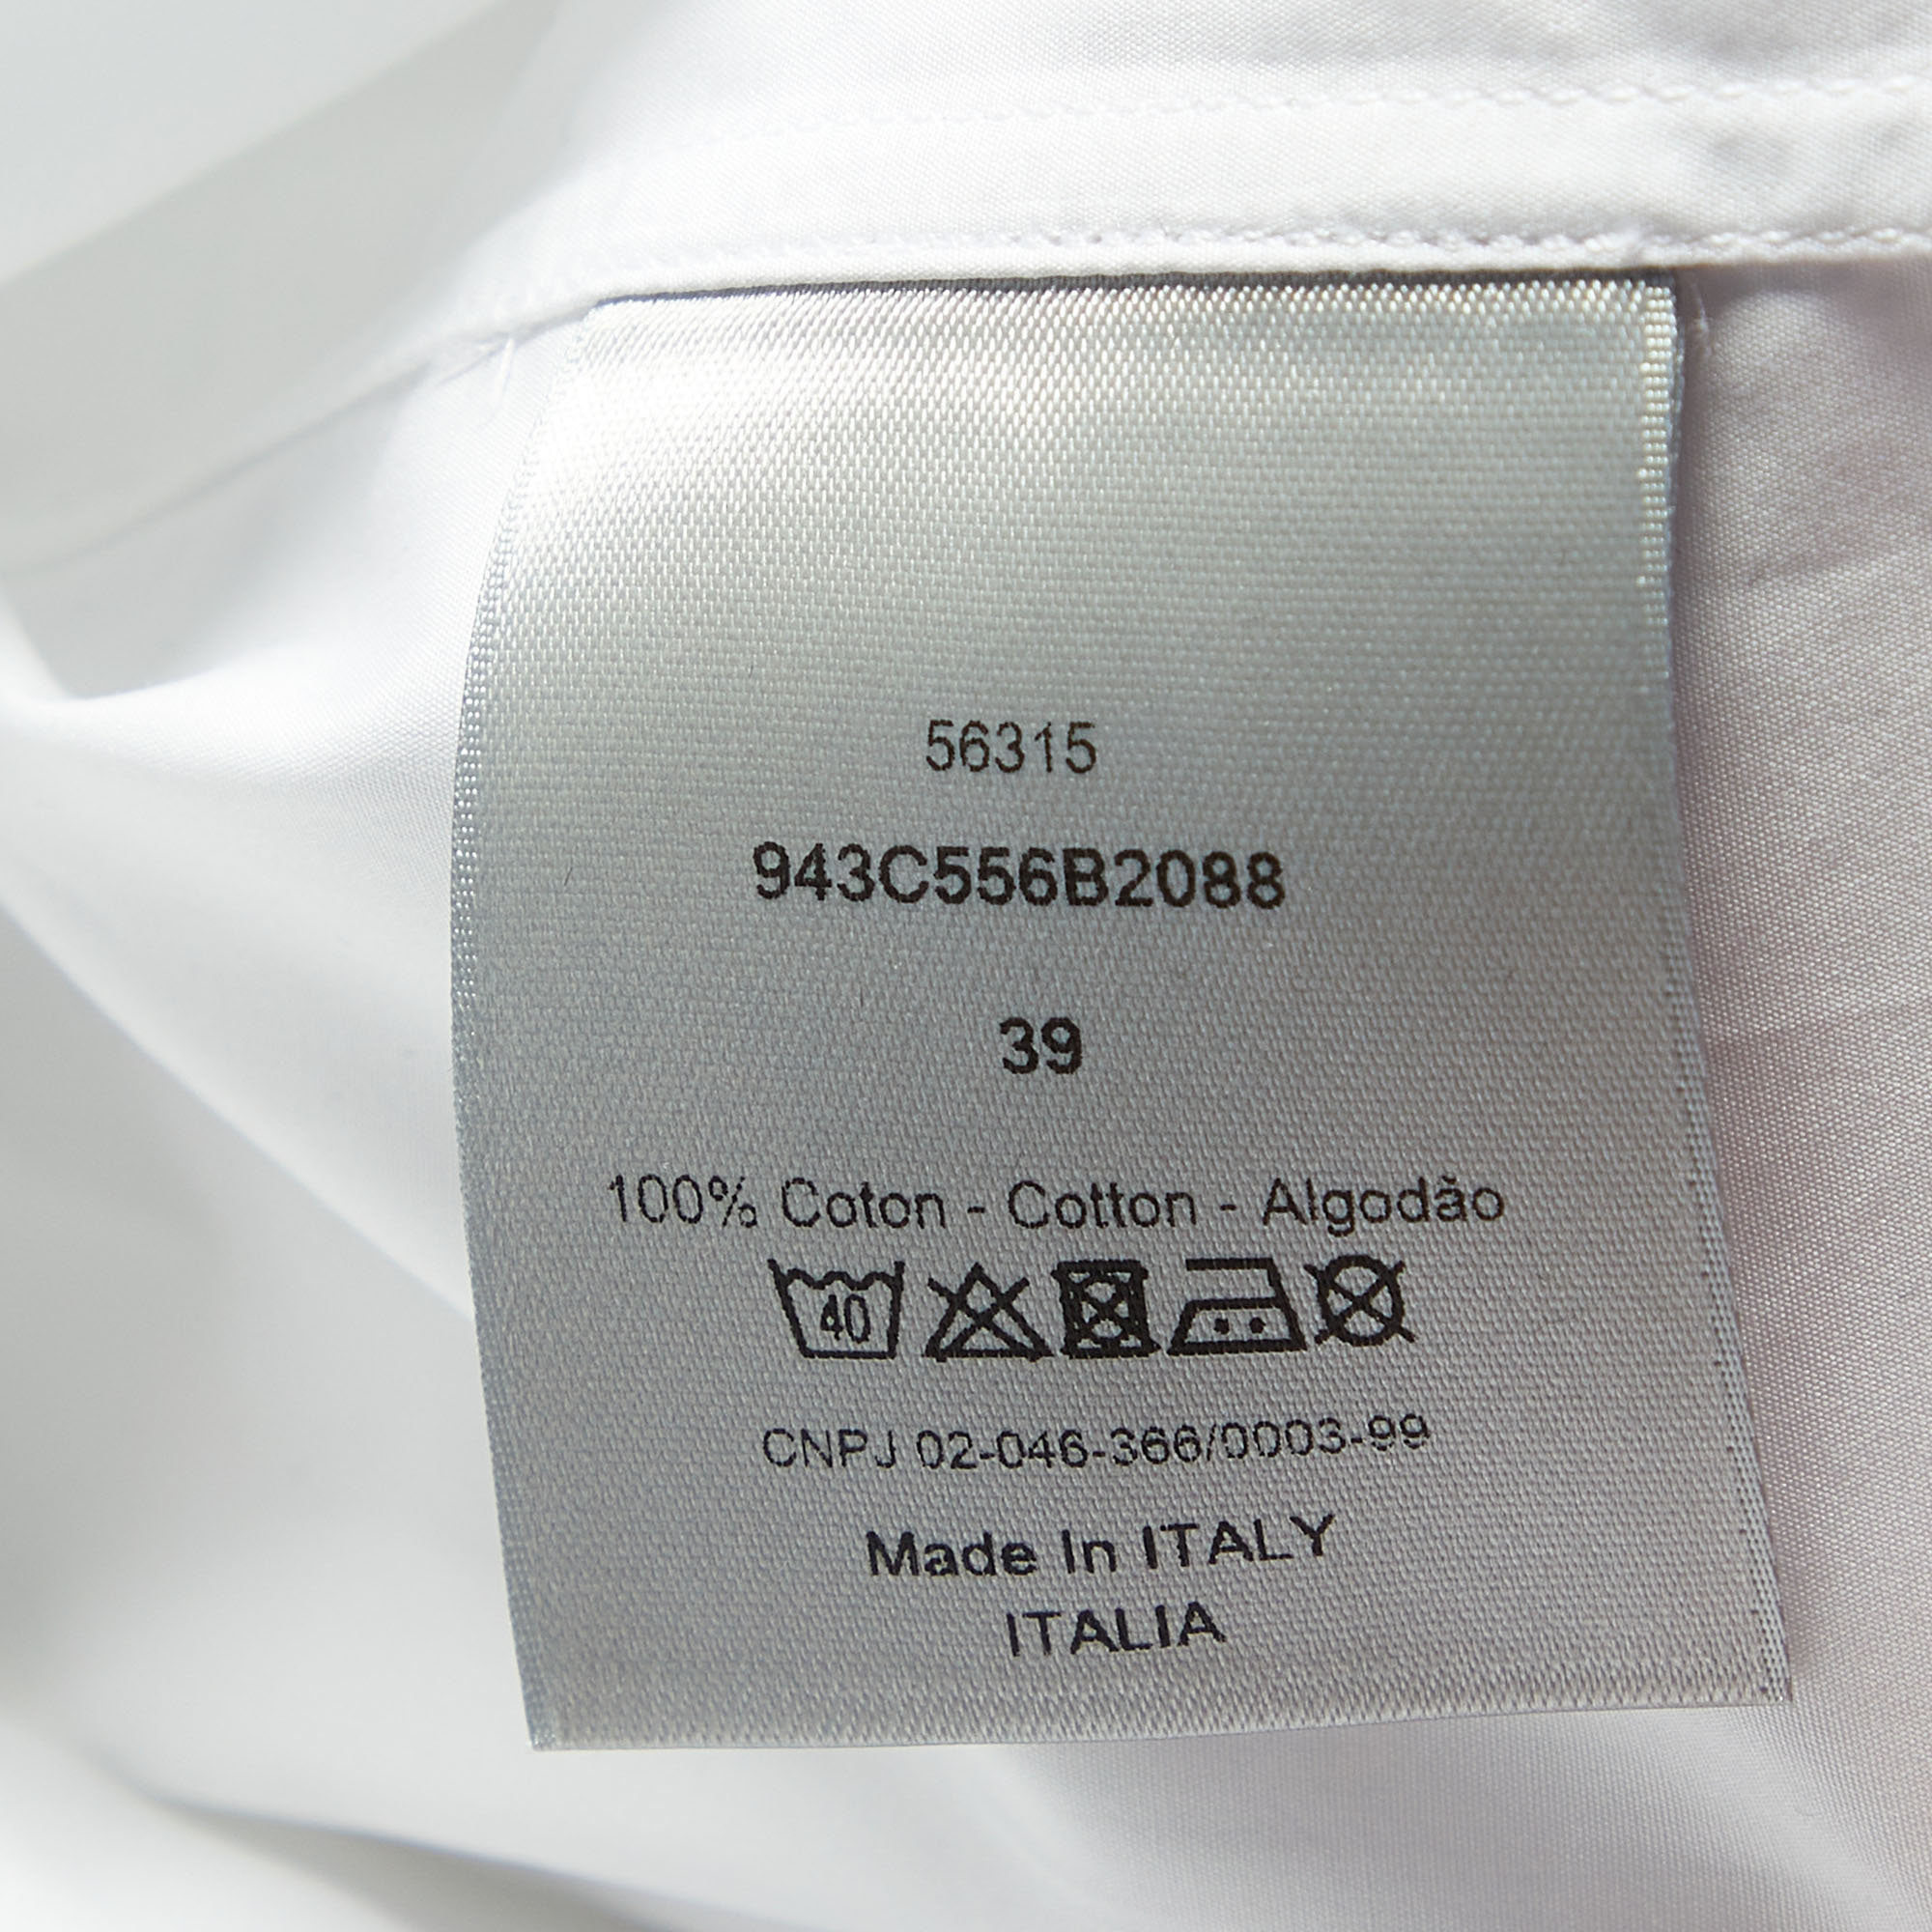 56315
943C556B2088
39
100% Coton - Cotton - Algodão
40
CNPJ 02-046-366/0003-99
Made In ITALY
ITALIA